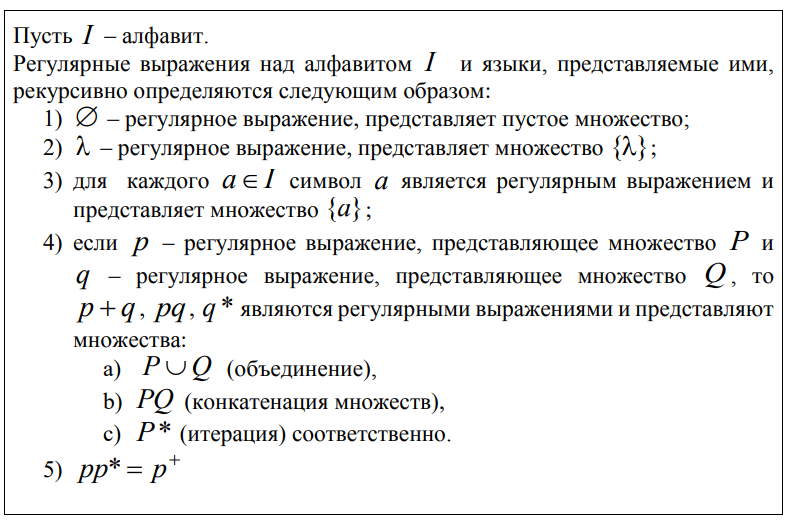 Пусть I – алфавит.
Регулярные выражения над алфавитом I и языки, представляемые ими,
рекурсивно определяются следующим образом:
1) ∅ – регулярное выражение, представляет пустое множество;
2) λ – регулярное выражение, представляет множество {λ};
3) для каждого a ∈ I символ a является регулярным выражением и
представляет множество {a};
4) если p – регулярное выражение, представляющее множество P и
q – регулярное выражение, представляющее множество Q, то
p + q, pq, q* являются регулярными выражениями и представляют
множества:
a) P ∪ Q (объединение),
b) PQ (конкатенация множеств),
c) P* (итерация) соответственно.
5) pp* = p⁺